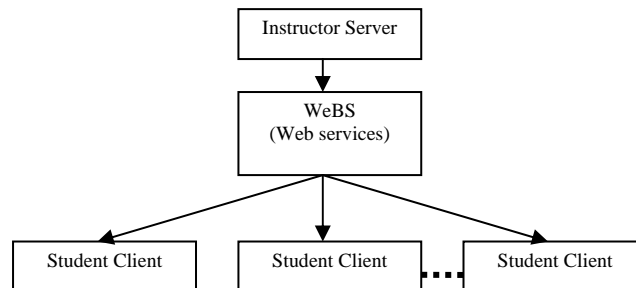 Instructor Server
WeBS
(Web services)
Student Client
Student Client
Student Client